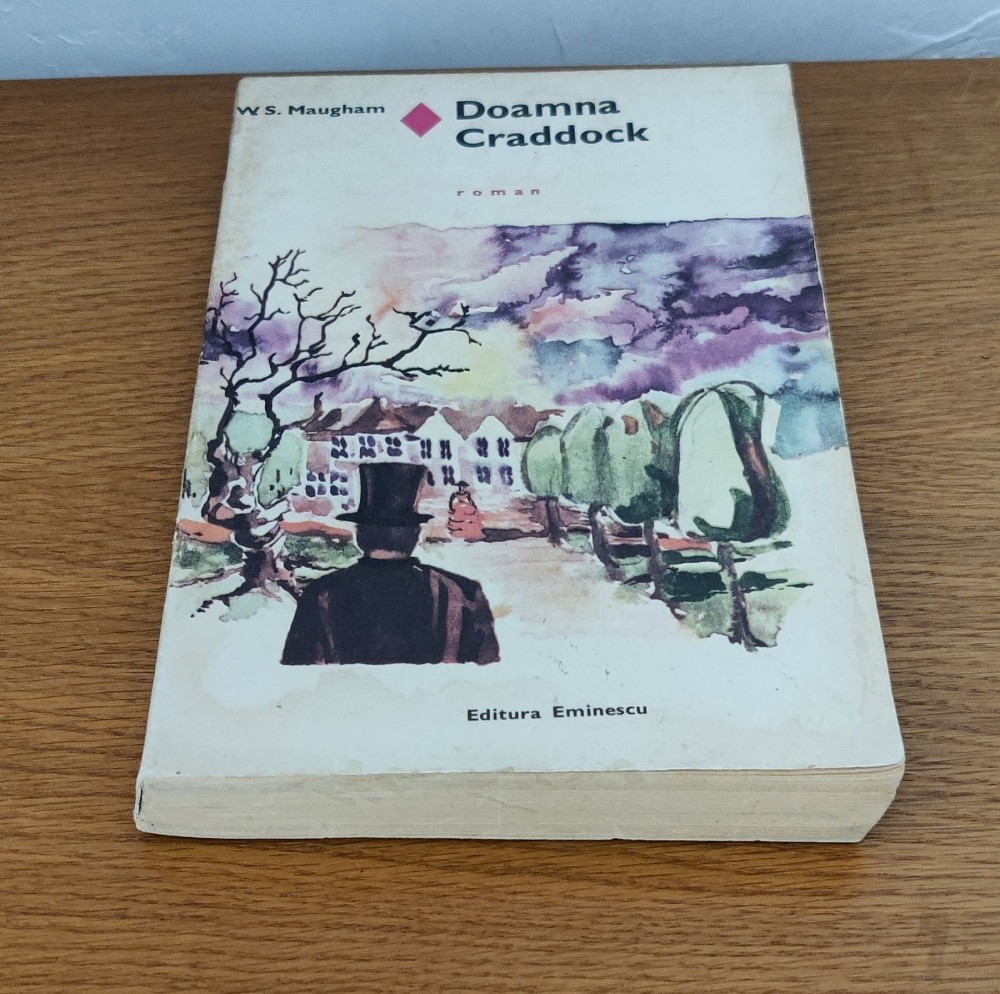 W. S. Maugham
Doamna
Craddock
roman
Editura Eminescu